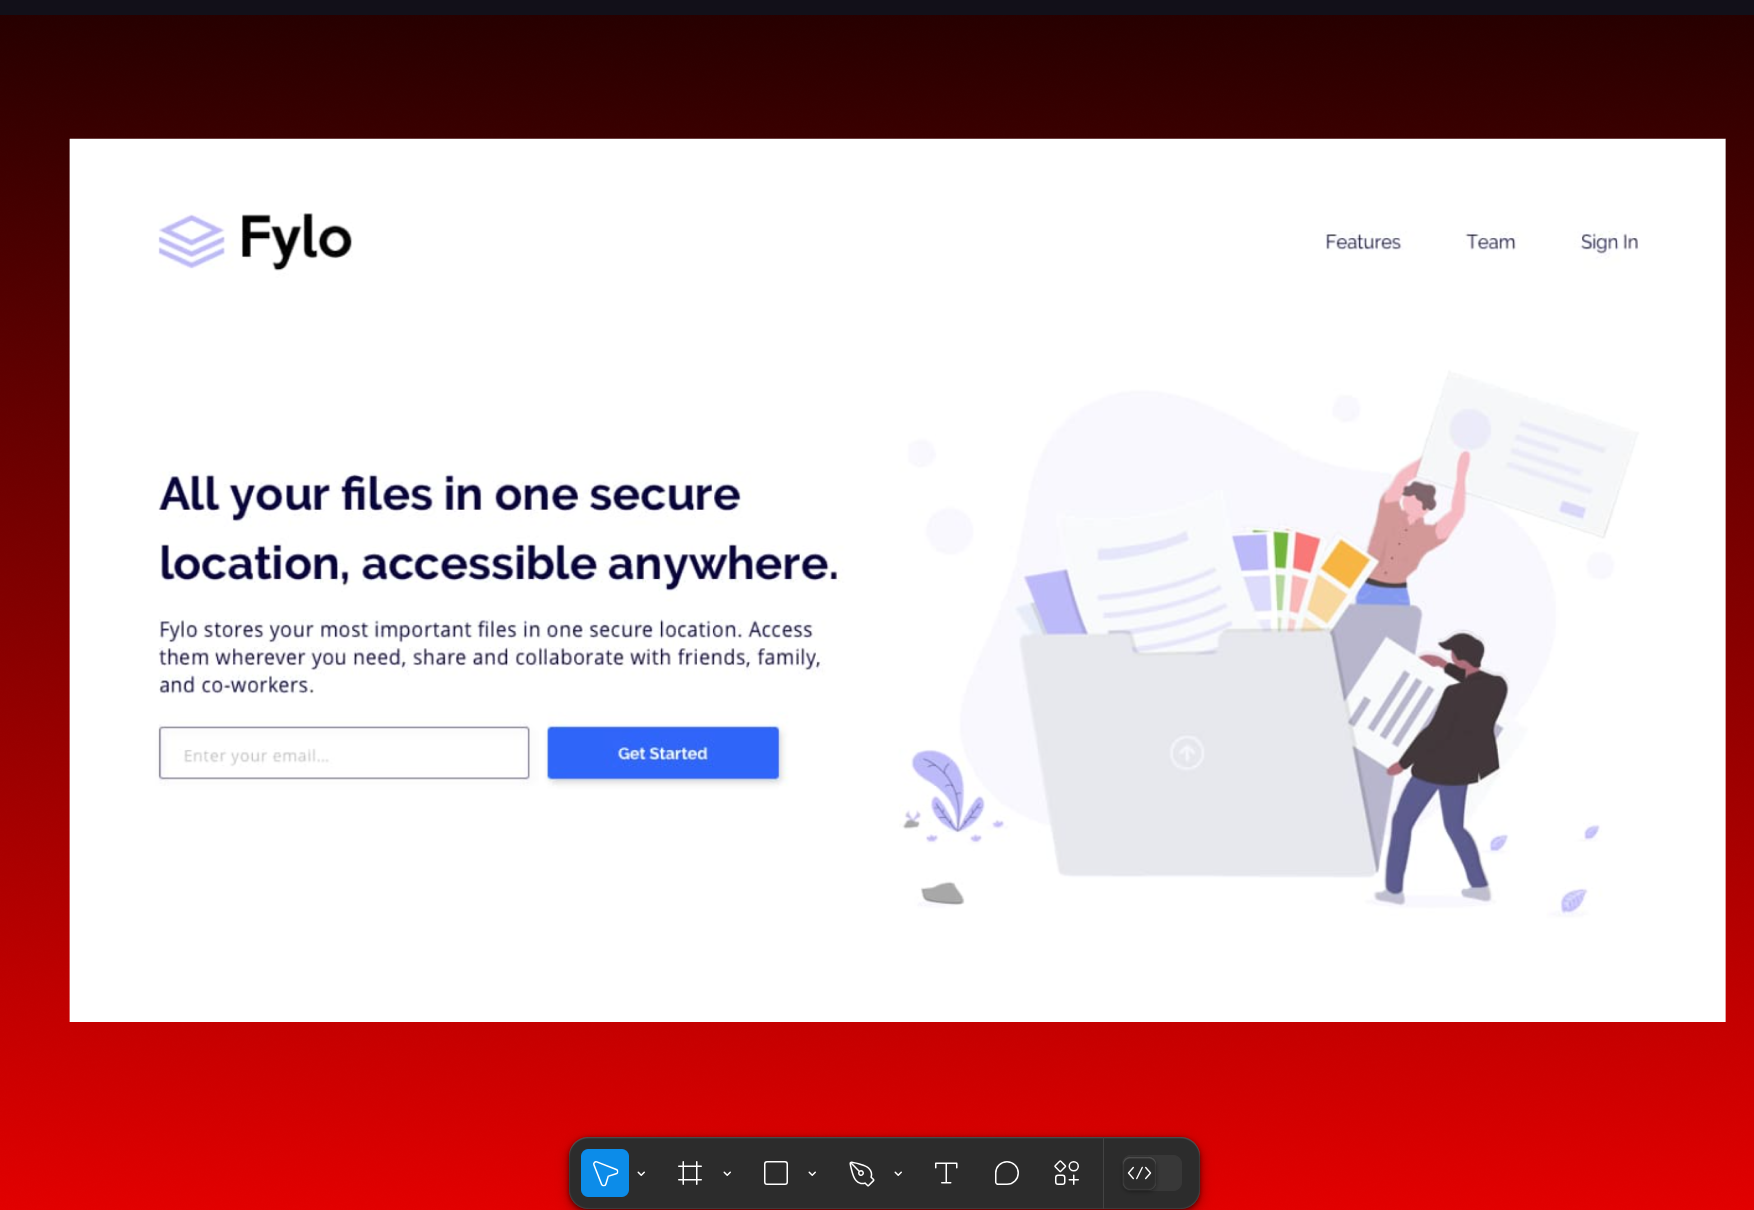 Fylo
Features
Team
Sign In
All your files in one secure
location, accessible anywhere.
Fylo stores your most important files in one secure location. Access
them wherever you need, share and collaborate with friends, family,
and co-workers.
Enter your email...
Get Started